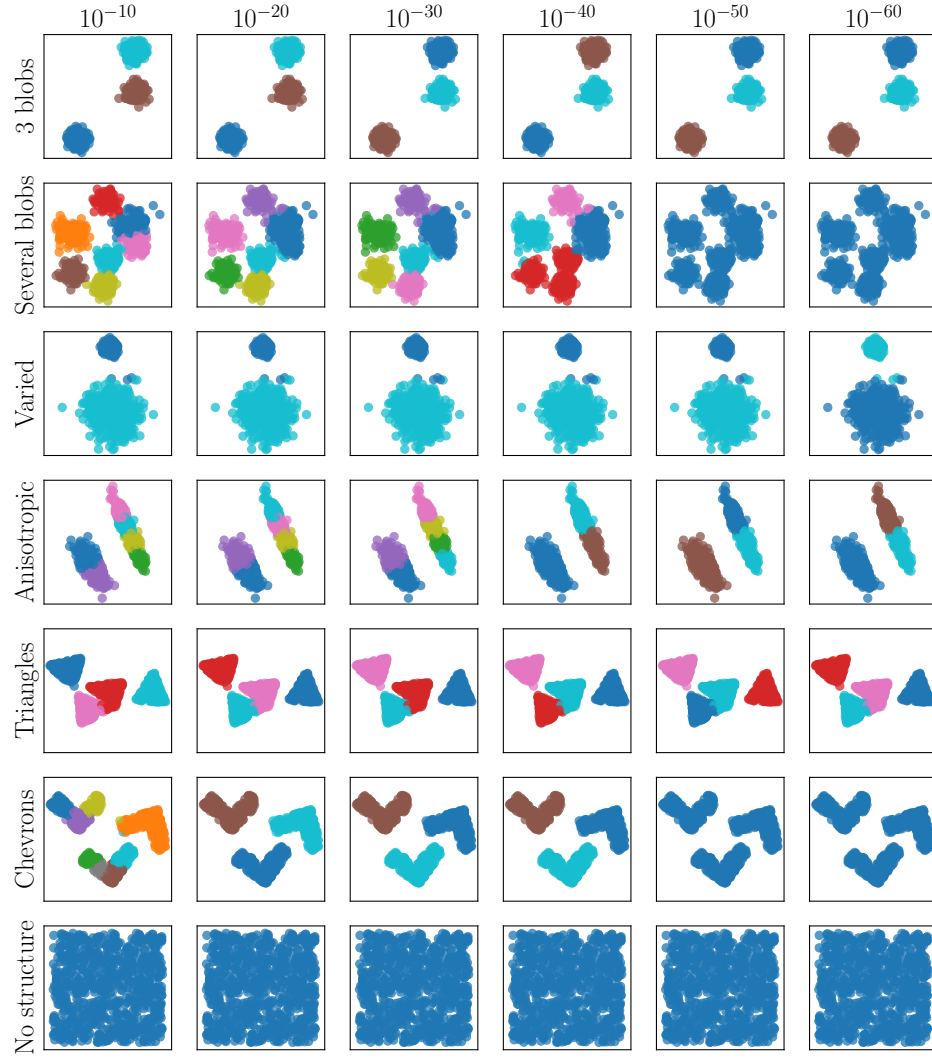 10^{-10} 10^{-20} 10^{-30} 10^{-40} 10^{-50} 10^{-60}
3 blobs
Several blobs
Varied
Anisotropic
Triangles
Chevrons
No structure